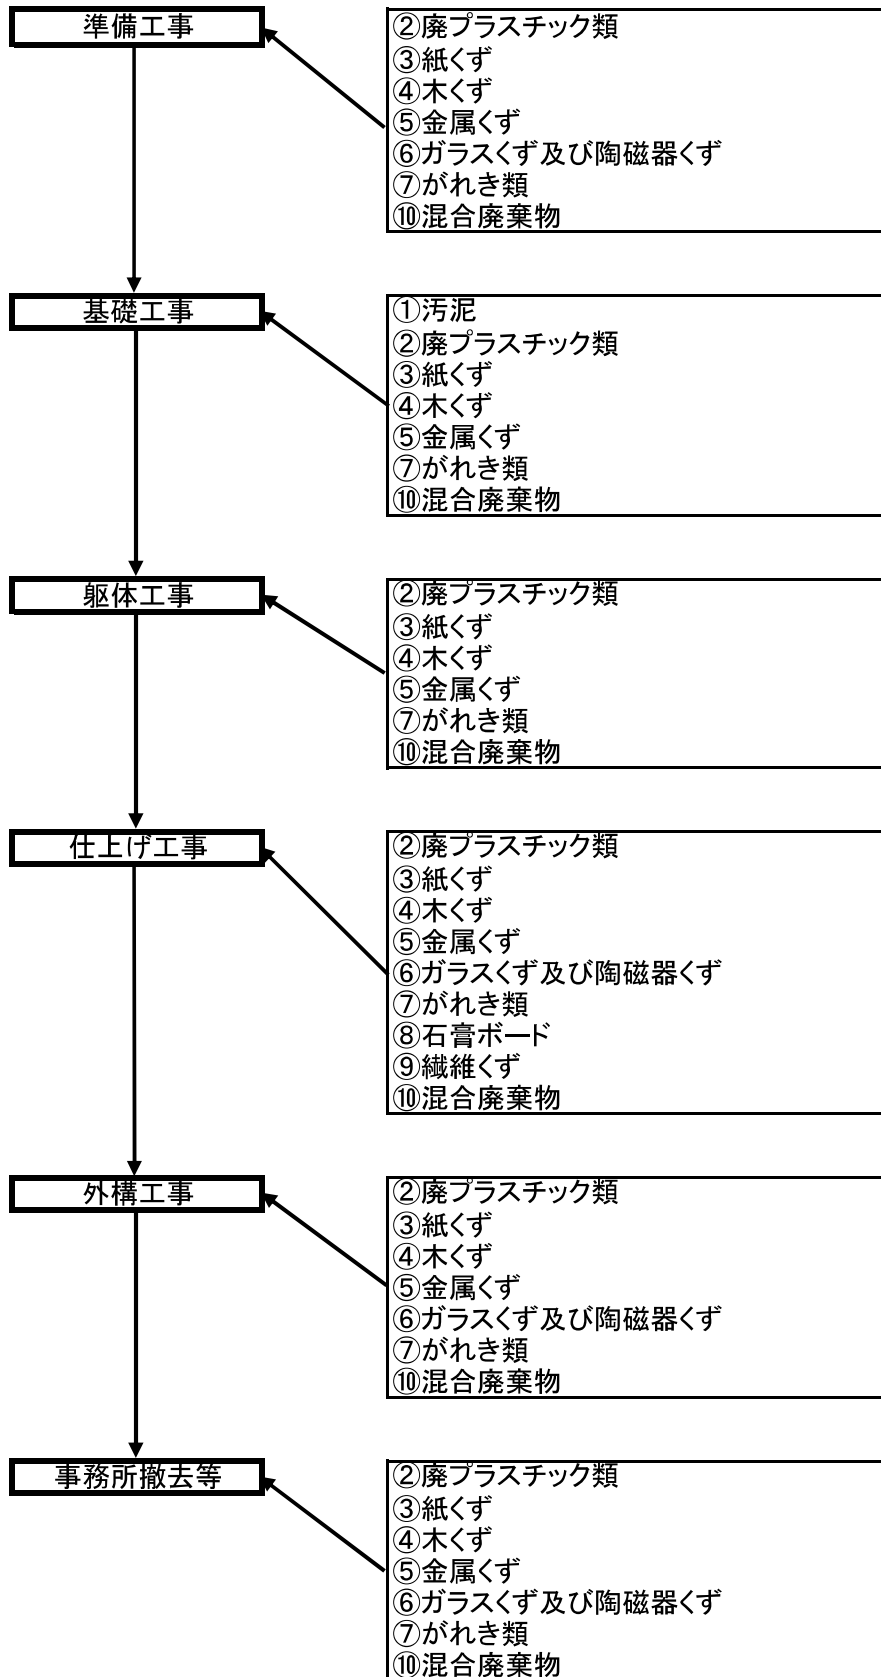 準備工事
②廃プラスチック類
③紙くず
④木くず
⑤金属くず
⑥ガラスくず及び陶磁器くず
⑦がれき類
⑩混合廃棄物
基礎工事
①汚泥
②廃プラスチック類
③紙くず
④木くず
⑤金属くず
⑦がれき類
⑩混合廃棄物
躯体工事
②廃プラスチック類
③紙くず
④木くず
⑤金属くず
⑦がれき類
⑩混合廃棄物
仕上げ工事
②廃プラスチック類
③紙くず
④木くず
⑤金属くず
⑥ガラスくず及び陶磁器くず
⑦がれき類
⑧石膏ボード
⑨繊維くず
⑩混合廃棄物
外構工事
②廃プラスチック類
③紙くず
④木くず
⑤金属くず
⑥ガラスくず及び陶磁器くず
⑦がれき類
⑩混合廃棄物
事務所撤去等
②廃プラスチック類
③紙くず
④木くず
⑤金属くず
⑥ガラスくず及び陶磁器くず
⑦がれき類
⑩混合廃棄物